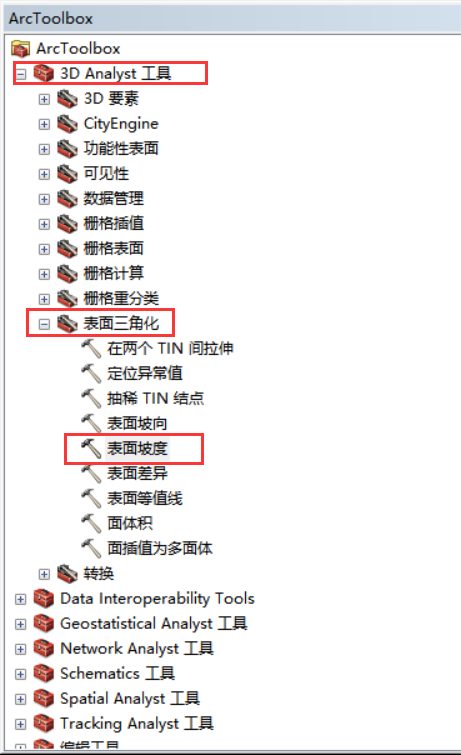 ArcToolbox
ArcToolbox
3D Analyst 工具
3D 要素
CityEngine
功能性表面
可见性
数据管理
栅格插值
栅格表面
栅格计算
栅格重分类
表面三角化
在两个 TIN 间拉伸
定位异常值
抽稀 TIN 结点
表面坡向
表面坡度
表面差异
表面等值线
面体积
面插值为多面体
转换
Data Interoperability Tools
Geostatistical Analyst 工具
Network Analyst 工具
Schematics 工具
Spatial Analyst 工具
Tracking Analyst 工具
编辑工具